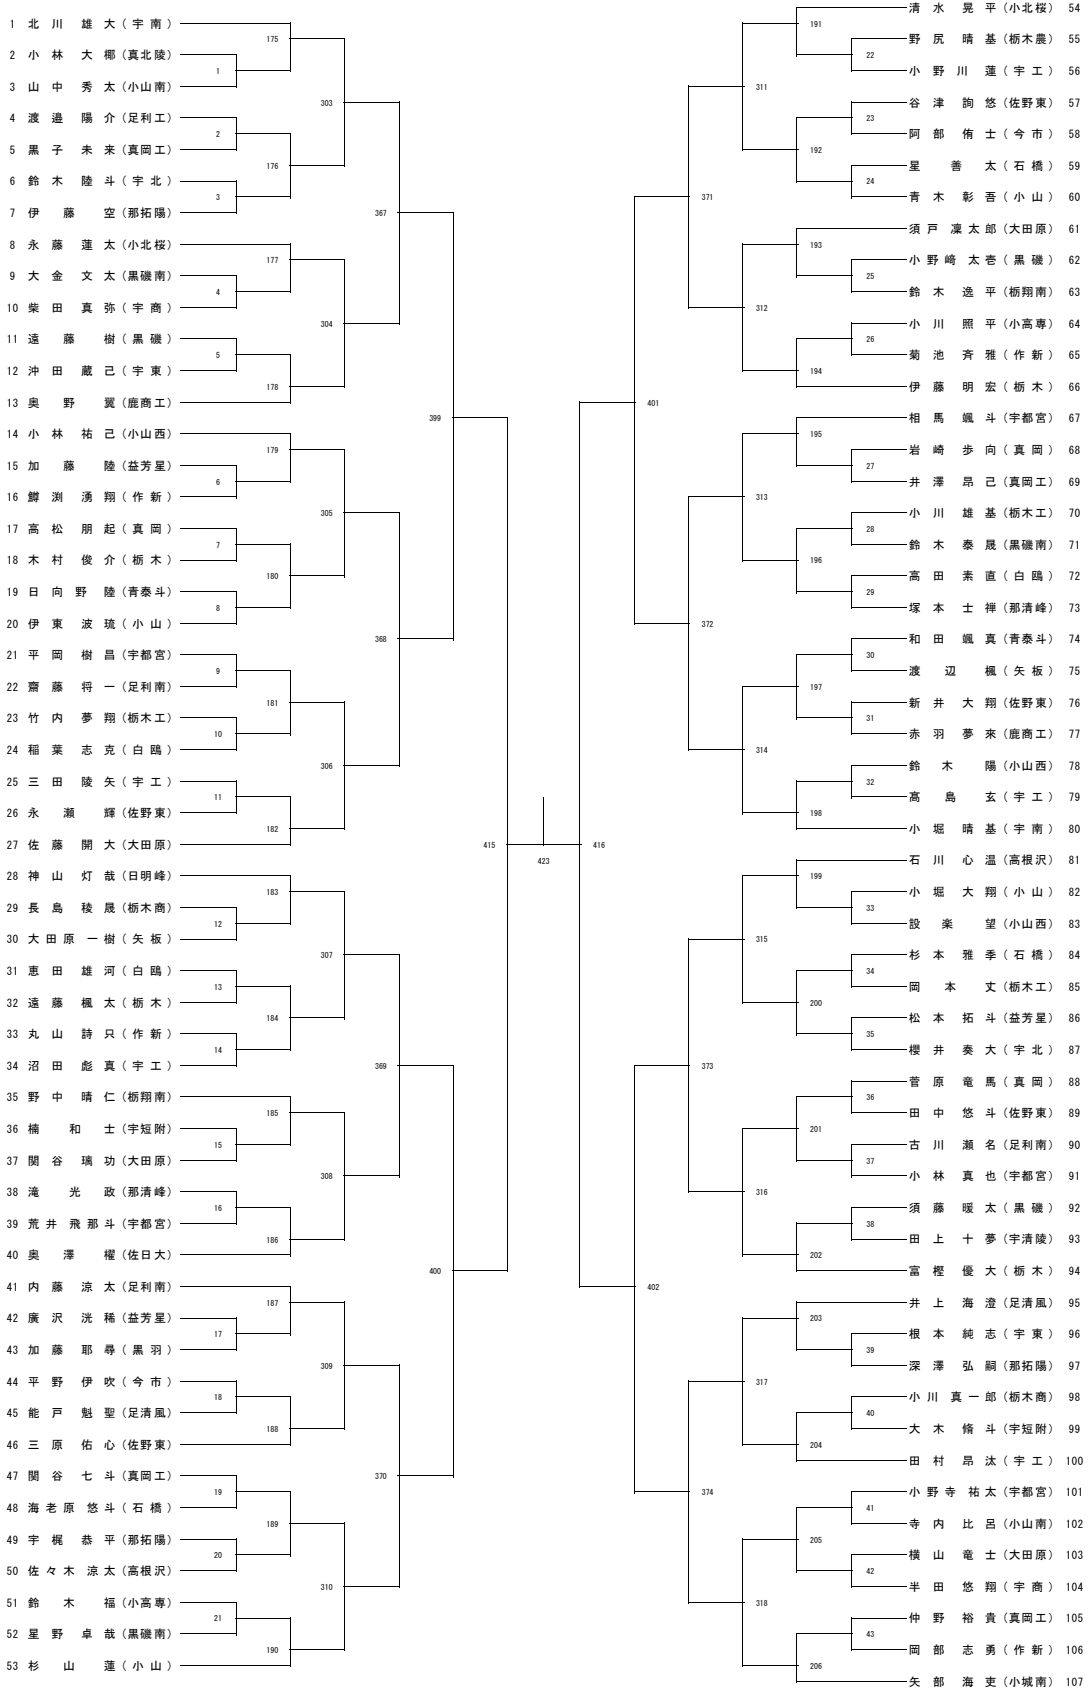 1 北川 雄大（宇南）
2 小林 大椰（真北陵）
3 山中 秀太（小山南）
4 渡邉 陽介（足利工）
5 黒子 未来（真岡工）
6 鈴木 陸斗（宇北）
7 伊藤 空（那拓陽）
8 永藤 蓮太（小北桜）
9 大金 文太（黒磯南）
10 柴田 真弥（宇商）
11 遠藤 樹（黒磯）
12 沖田 蔵己（宇東）
13 奥野 翼（鹿商工）
14 小林 祐己（小山西）
15 加藤 陸（益芳星）
16 鱒渕 湧翔（作新）
17 高松 朋起（真岡）
18 木村 俊介（栃木）
19 日向野 陸（青泰斗）
20 伊東 波琉（小山）
21 平岡 樹昌（宇都宮）
22 齋藤 将一（足利南）
23 竹内 夢翔（栃木工）
24 稲葉 志克（白鴎）
25 三田 陵矢（宇工）
26 永瀬 輝（佐野東）
27 佐藤 開大（大田原）
28 神山 灯哉（日明峰）
29 長島 稜晟（栃木商）
30 大田原 一樹（矢板）
31 恵田 雄河（白鴎）
32 遠藤 楓太（栃木）
33 丸山 詩只（作新）
34 沼田 彪真（宇工）
35 野中 晴仁（栃翔南）
36 楠 和士（宇短附）
37 関谷 璃功（大田原）
38 滝 光政（那清峰）
39 荒井 飛那斗（宇都宮）
40 奥澤 櫂（佐日大）
41 内藤 涼太（足利南）
42 廣沢 洸稀（益芳星）
43 加藤 耶尋（黒羽）
44 平野 伊吹（今市）
45 能戸 魁聖（足清風）
46 三原 佑心（佐野東）
47 関谷 七斗（真岡工）
48 海老原 悠斗（石橋）
49 宇梶 恭平（那拓陽）
50 佐々木 涼太（高根沢）
51 鈴木 福（小高専）
52 星野 卓哉（黒磯南）
53 杉山 蓮（小山）
1
2
3
4
5
6
7
8
9
10
11
12
13
14
15
16
17
18
19
20
21
175
176
177
178
179
180
181
182
183
184
185
186
187
188
189
190
303
304
305
306
307
308
309
310
367
368
369
370
399
400
415
423
416
401
402
371
372
373
374
311
312
313
314
315
316
317
318
191
192
193
194
195
196
197
198
199
200
201
202
203
204
205
206
22
23
24
25
26
27
28
29
30
31
32
33
34
35
36
37
38
39
40
41
42
43
清水 晃平（小北桜） 54
野尻 晴基（栃木農） 55
小野川 蓮（宇工） 56
谷津 詢悠（佐野東） 57
阿部 侑士（今市） 58
星 善太（石橋） 59
青木 彰吾（小山） 60
須戸 凜太郎（大田原） 61
小野﨑 太壱（黒磯） 62
鈴木 逸平（栃翔南） 63
小川 照平（小高専） 64
菊池 斉雅（作新） 65
伊藤 明宏（栃木） 66
相馬 颯斗（宇都宮） 67
岩崎 歩向（真岡） 68
井澤 昂己（真岡工） 69
小川 雄基（栃木工） 70
鈴木 泰晟（黒磯南） 71
高田 素直（白鴎） 72
塚本 士禅（那清峰） 73
和田 颯真（青泰斗） 74
渡辺 楓（矢板） 75
新井 大翔（佐野東） 76
赤羽 夢來（鹿商工） 77
鈴木 陽（小山西） 78
髙島 玄（宇工） 79
小堀 晴基（宇南） 80
石川 心温（高根沢） 81
小堀 大翔（小山） 82
設楽 望（小山西） 83
杉本 雅季（石橋） 84
岡本 丈（栃木工） 85
松本 拓斗（益芳星） 86
櫻井 奏大（宇北） 87
菅原 竜馬（真岡） 88
田中 悠斗（佐野東） 89
古川 瀬名（足利南） 90
小林 真也（宇都宮） 91
須藤 暖太（黒磯） 92
田上 十夢（宇清陵） 93
富樫 優大（栃木） 94
井上 海澄（足清風） 95
根本 純志（宇東） 96
深澤 弘嗣（那拓陽） 97
小川 真一郎（栃木商） 98
大木 脩斗（宇短附） 99
田村 昂汰（宇工） 100
小野寺 祐太（宇都宮） 101
寺内 比呂（小山南） 102
横山 竜士（大田原） 103
半田 悠翔（宇商） 104
仲野 裕貴（真岡工） 105
岡部 志勇（作新） 106
矢部 海吏（小城南） 107